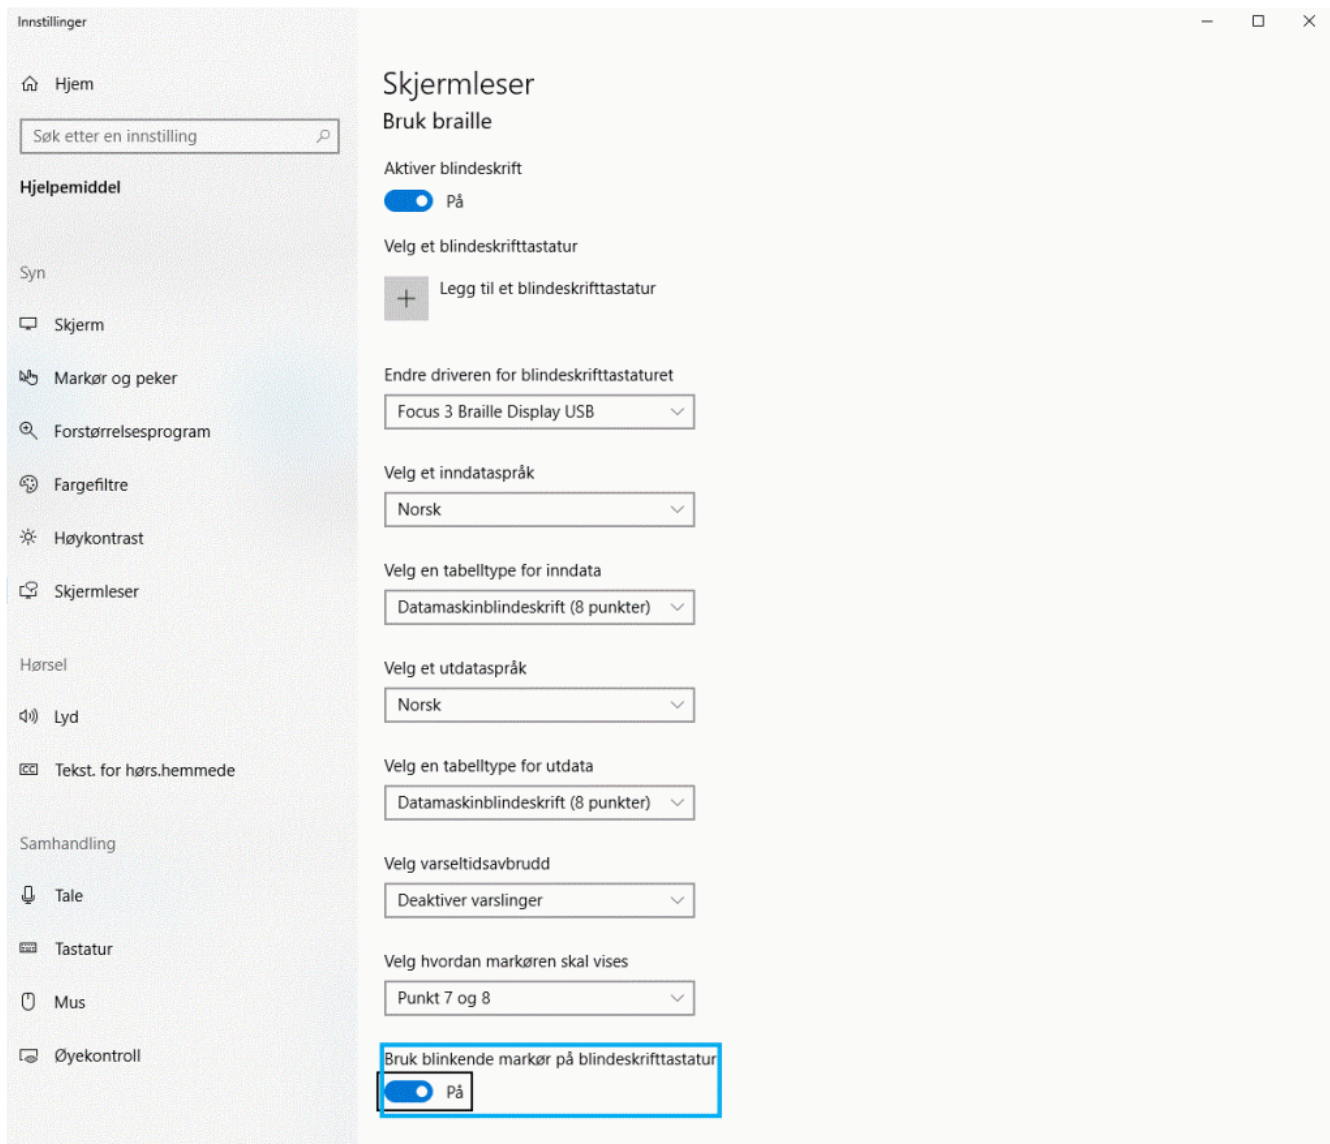 Innstillinger
Hjem
Søk etter en innstilling
Hjelpemiddel
Syn
Skjerm
Markør og peker
Forstørrelsesprogram
Fargefiltre
Høykontrast
Skjermleser
Hørsel
Lyd
Tekst. for hørs.hemmede
Samhandling
Tale
Tastatur
Mus
Øyekontroll
Skjermleser
Bruk braille
Aktiver blindeskrift
På
Velg et blindeskrifttastatur
Legg til et blindeskrifttastatur
Endre driveren for blindeskrifttastaturet
Focus 3 Braille Display USB
Velg et inndataspråk
Norsk
Velg en tabelltype for inndata
Datamaskinblindeskrift (8 punkter)
Velg et utdataspråk
Norsk
Velg en tabelltype for utdata
Datamaskinblindeskrift (8 punkter)
Velg varseltidsavbrudd
Deaktiver varslinger
Velg hvordan markøren skal vises
Punkt 7 og 8
Bruk blinkende markør på blindeskrifttastatur
På